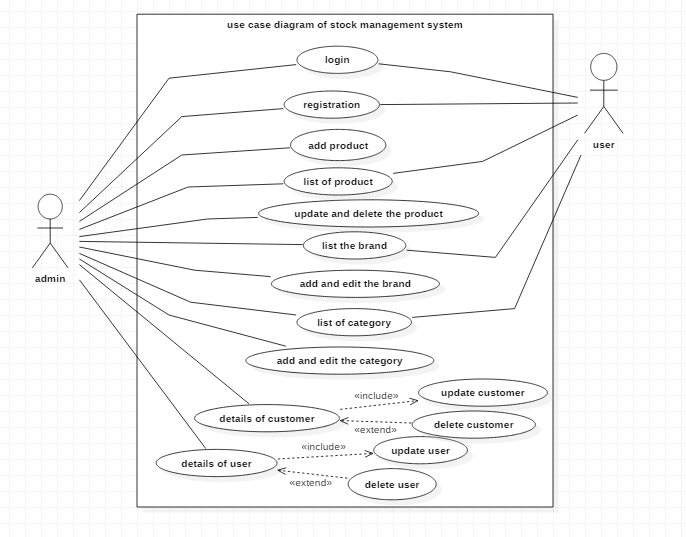 use case diagram of stock management system
login
registration
add product
user
list of product
update and delete the product
list the brand
admin
add and edit the brand
list of category
add and edit the category
«include»
update customer
details of customer
delete customer
«extend»
«include»
update user
details of user
«extend»
delete user